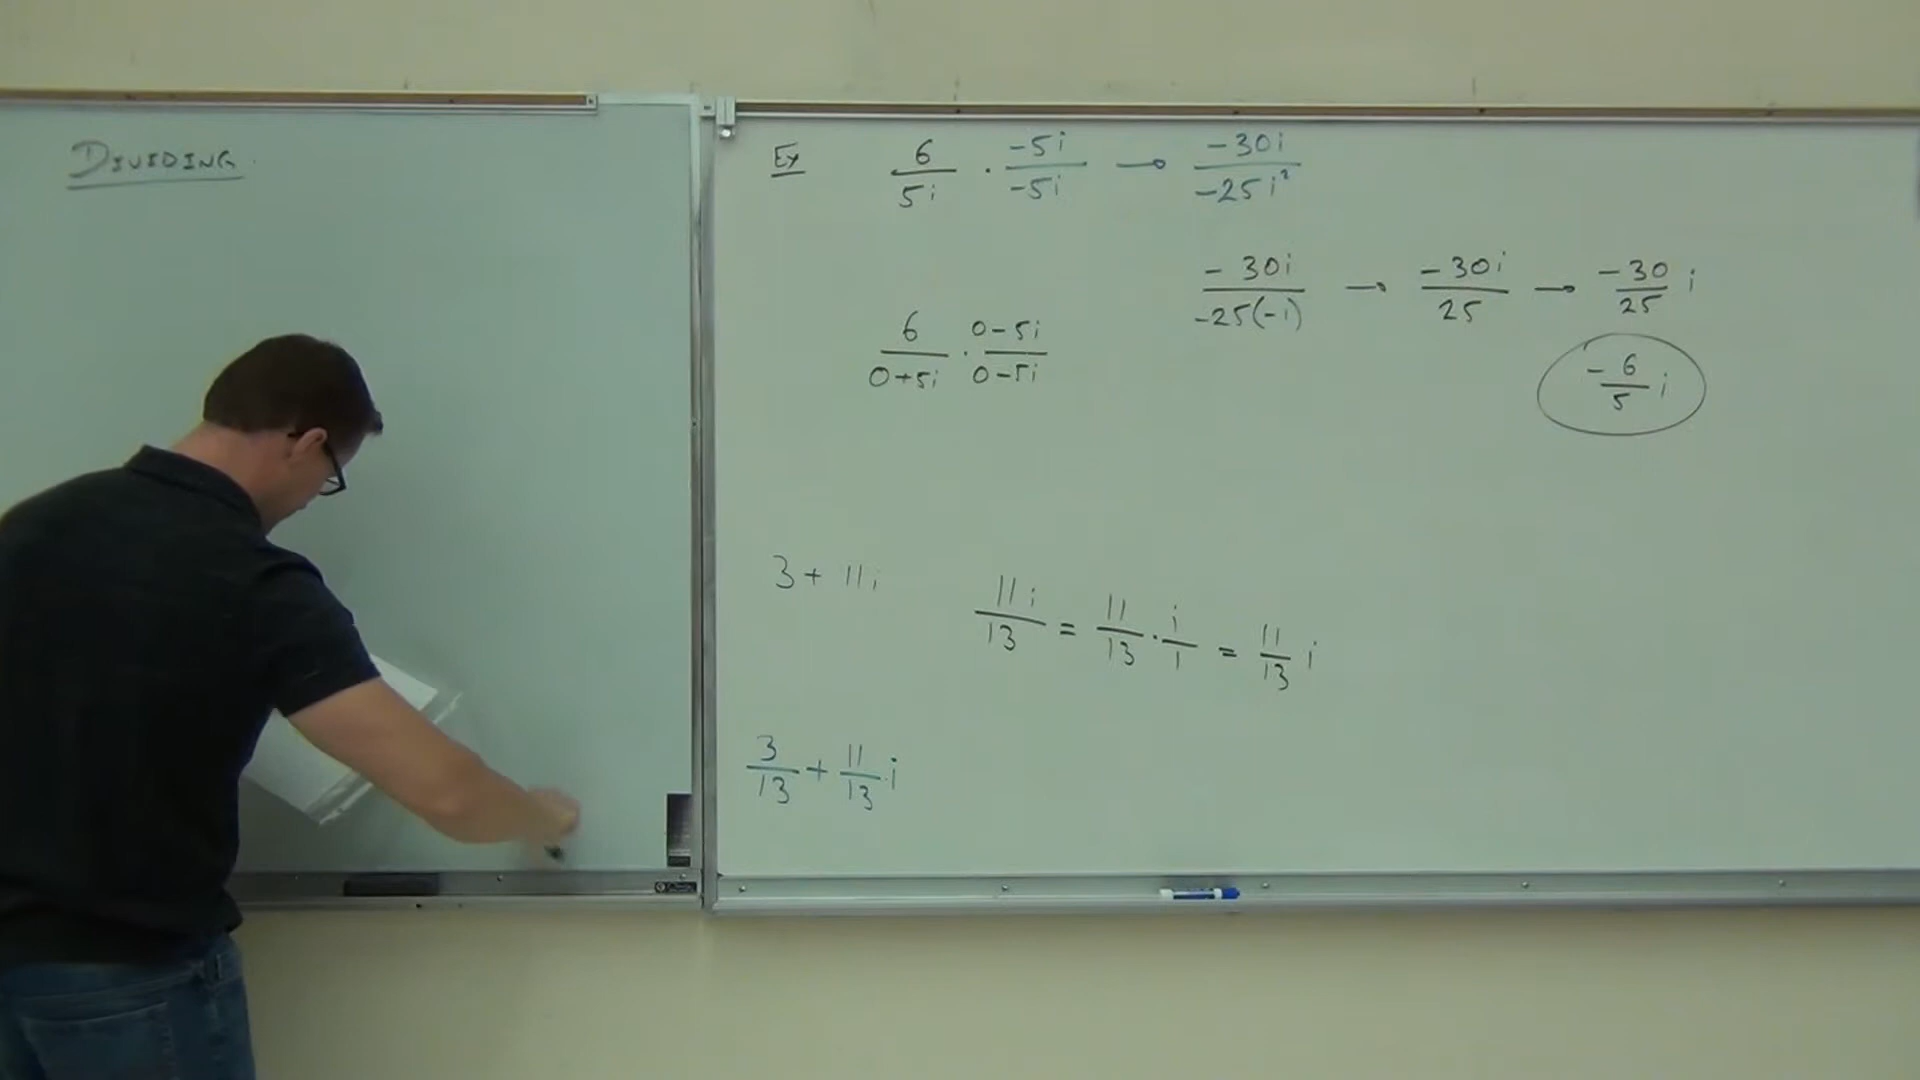 DIVIDING
Ex 6/5i · -5i/-5i → -30i/-25i²
-30i/-25(-1) → -30i/25 → -30/25 i
6/0+5i · 0-5i/0-5i
-6/5 i
3 + 11i
11i/13 = 11/13 · i/1 = 11/13 i
3/13 + 11/13 i